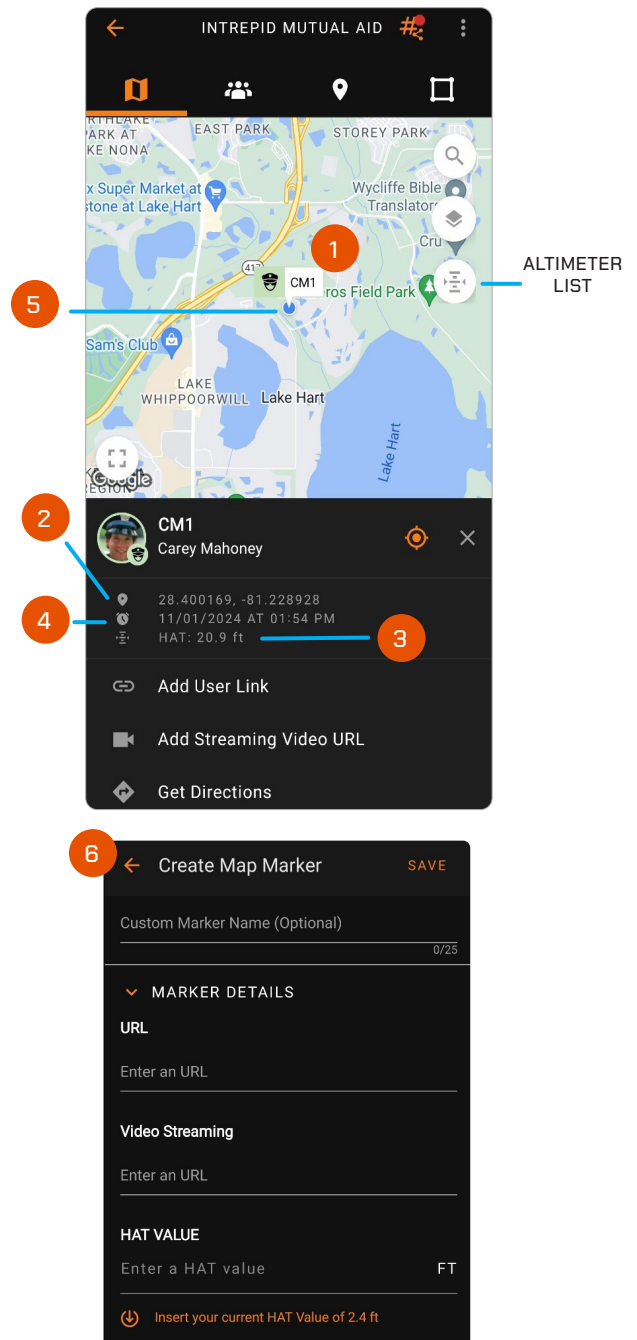 INTREPID MUTUAL AID
PARK AT
KE NONA
EAST PARK
STOREY PARK
x Super Market at
stone at Lake Hart
Wycliffe Bible
Translator
Cru
1
417
CM1
ros Field Park
ALTIMETER
LIST
5
Sam's Club
LAKE
WHIPPOORWILL
Lake Hart
Lake Hart
Google
REGION
2
CM1
Carey Mahoney
28.400169, -81.228928
4
11/01/2024 AT 01:54 PM
HAT: 20.9 ft
3
Add User Link
Add Streaming Video URL
Get Directions
6
Create Map Marker
SAVE
Custom Marker Name (Optional)
0/25
MARKER DETAILS
URL
Enter an URL
Video Streaming
Enter an URL
HAT VALUE
Enter a HAT value
FT
Insert your current HAT Value of 2.4 ft